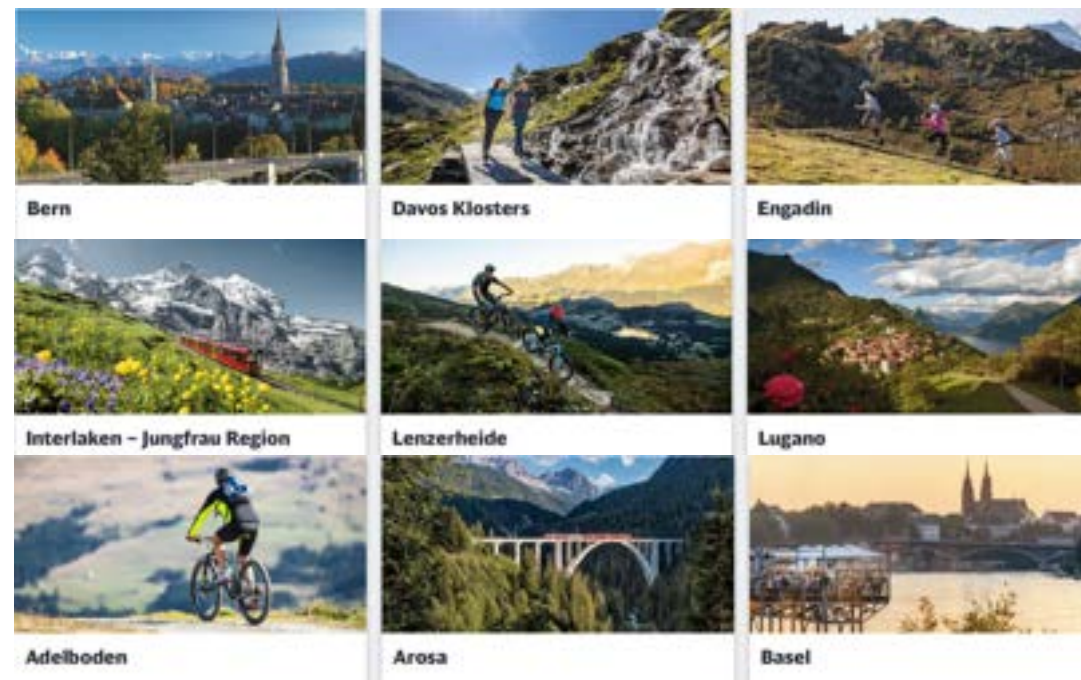 Bern
Davos Klosters
Engadin
Interlaken – Jungfrau Region
Lenzerheide
Lugano
Adelboden
Arosa
Basel